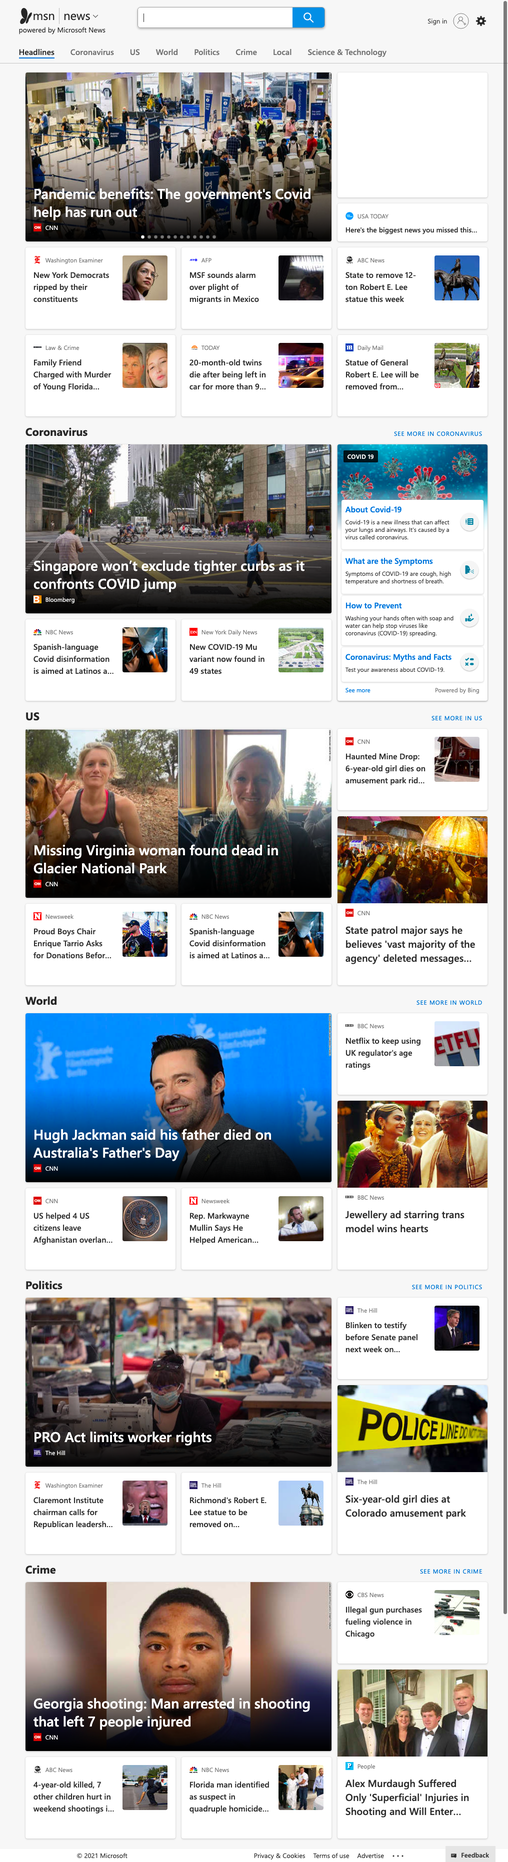 msn | news
powered by Microsoft News
Sign in
Headlines Coronavirus US World Politics Crime Local Science & Technology
Pandemic benefits: The government's Covid
help has run out
CNN
USA TODAY
Here's the biggest news you missed this...
Washington Examiner
New York Democrats
ripped by their
constituents
AFP
MSF sounds alarm
over plight of
migrants in Mexico
ABC News
State to remove 12-
ton Robert E. Lee
statue this week
Law & Crime
Family Friend
Charged with Murder
of Young Florida...
TODAY
20-month-old twins
die after being left in
car for more than 9...
Daily Mail
Statue of General
Robert E. Lee will be
removed from...
Coronavirus
SEE MORE IN CORONAVIRUS
Singapore won't exclude tighter curbs as it
confronts COVID jump
Bloomberg
COVID 19
About Covid-19
Covid-19 is a new illness that can affect
your lungs and airways. It's caused by a
virus called coronavirus.
What are the Symptoms
Symptoms of COVID-19 are cough, high
temperature and shortness of breath.
How to Prevent
Washing your hands often with soap and
water can help stop viruses like
coronavirus (COVID-19) spreading.
Coronavirus: Myths and Facts
Test your awareness about COVID-19.
See more
Powered by Bing
NBC News
Spanish-language
Covid disinformation
is aimed at Latinos a...
New York Daily News
New COVID-19 Mu
variant now found in
49 states
US
SEE MORE IN US
Missing Virginia woman found dead in
Glacier National Park
CNN
CNN
Haunted Mine Drop:
6-year-old girl dies on
amusement park rid...
CNN
State patrol major says he
believes 'vast majority of the
agency' deleted messages...
Newsweek
Proud Boys Chair
Enrique Tarrio Asks
for Donations Befor...
NBC News
Spanish-language
Covid disinformation
is aimed at Latinos a...
World
SEE MORE IN WORLD
Hugh Jackman said his father died on
Australia's Father's Day
CNN
BBC News
Netflix to keep using
UK regulator's age
ratings
ETFLI
BBC News
Jewellery ad starring trans
model wins hearts
CNN
US helped 4 US
citizens leave
Afghanistan overlan...
Newsweek
Rep. Markwayne
Mullin Says He
Helped American...
Politics
SEE MORE IN POLITICS
PRO Act limits worker rights
The Hill
The Hill
Blinken to testify
before Senate panel
next week on...
POLICE LINE DO NOT
The Hill
Six-year-old girl dies at
Colorado amusement park
Washington Examiner
Claremont Institute
chairman calls for
Republican leadersh...
The Hill
Richmond's Robert E.
Lee statue to be
removed on...
Crime
SEE MORE IN CRIME
Georgia shooting: Man arrested in shooting
that left 7 people injured
CNN
CBS News
Illegal gun purchases
fueling violence in
Chicago
People
Alex Murdaugh Suffered
Only 'Superficial' Injuries in
Shooting and Will Enter...
ABC News
4-year-old killed, 7
other children hurt in
weekend shootings i...
NBC News
Florida man identified
as suspect in
quadruple homicide...
© 2021 Microsoft
Privacy & Cookies Terms of use Advertise ...
Feedback